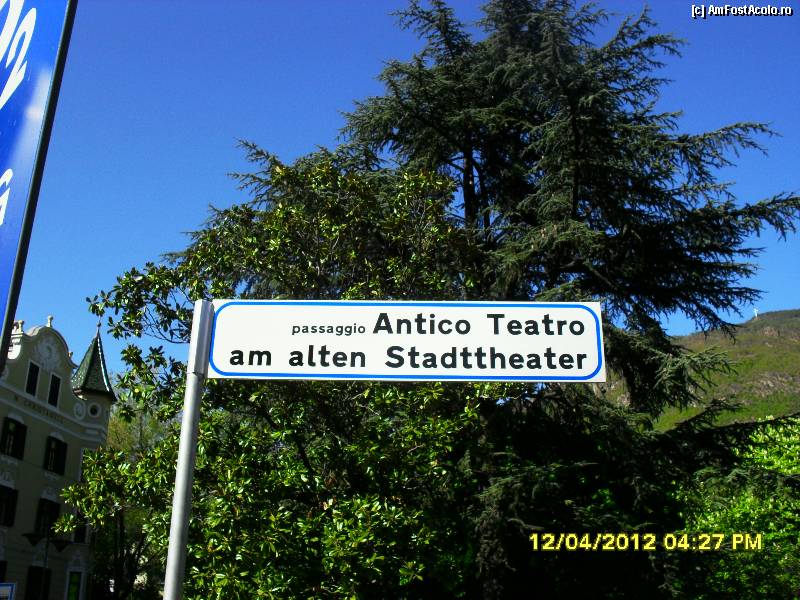 [c] AmFostAcolo.ro
passaggio Antico Teatro
am alten Stadttheater
12/04/2012 04:27 PM